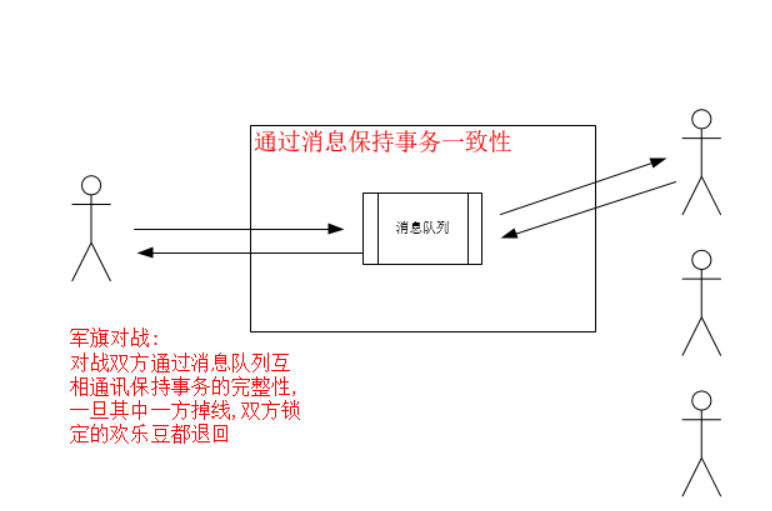 通过消息保持事务一致性
消息队列
军旗对战:
对战双方通过消息队列互
相通讯保持事务的完整性,
一旦其中一方掉线,双方锁
定的欢乐豆都退回